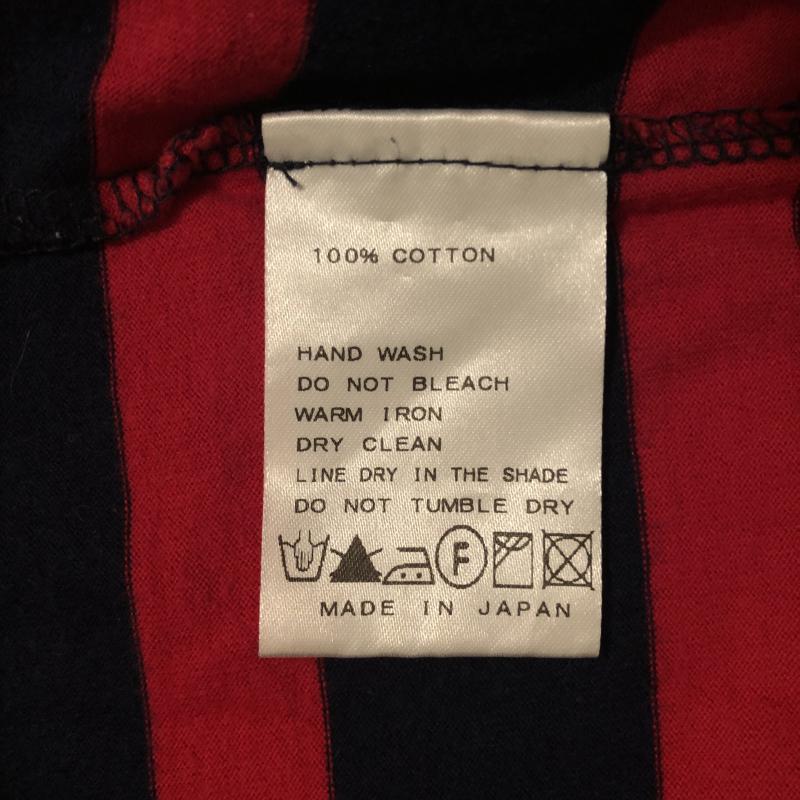 100% COTTON
HAND WASH
DO NOT BLEACH
WARM IRON
DRY CLEAN
LINE DRY IN THE SHADE
DO NOT TUMBLE DRY
F
MADE IN JAPAN